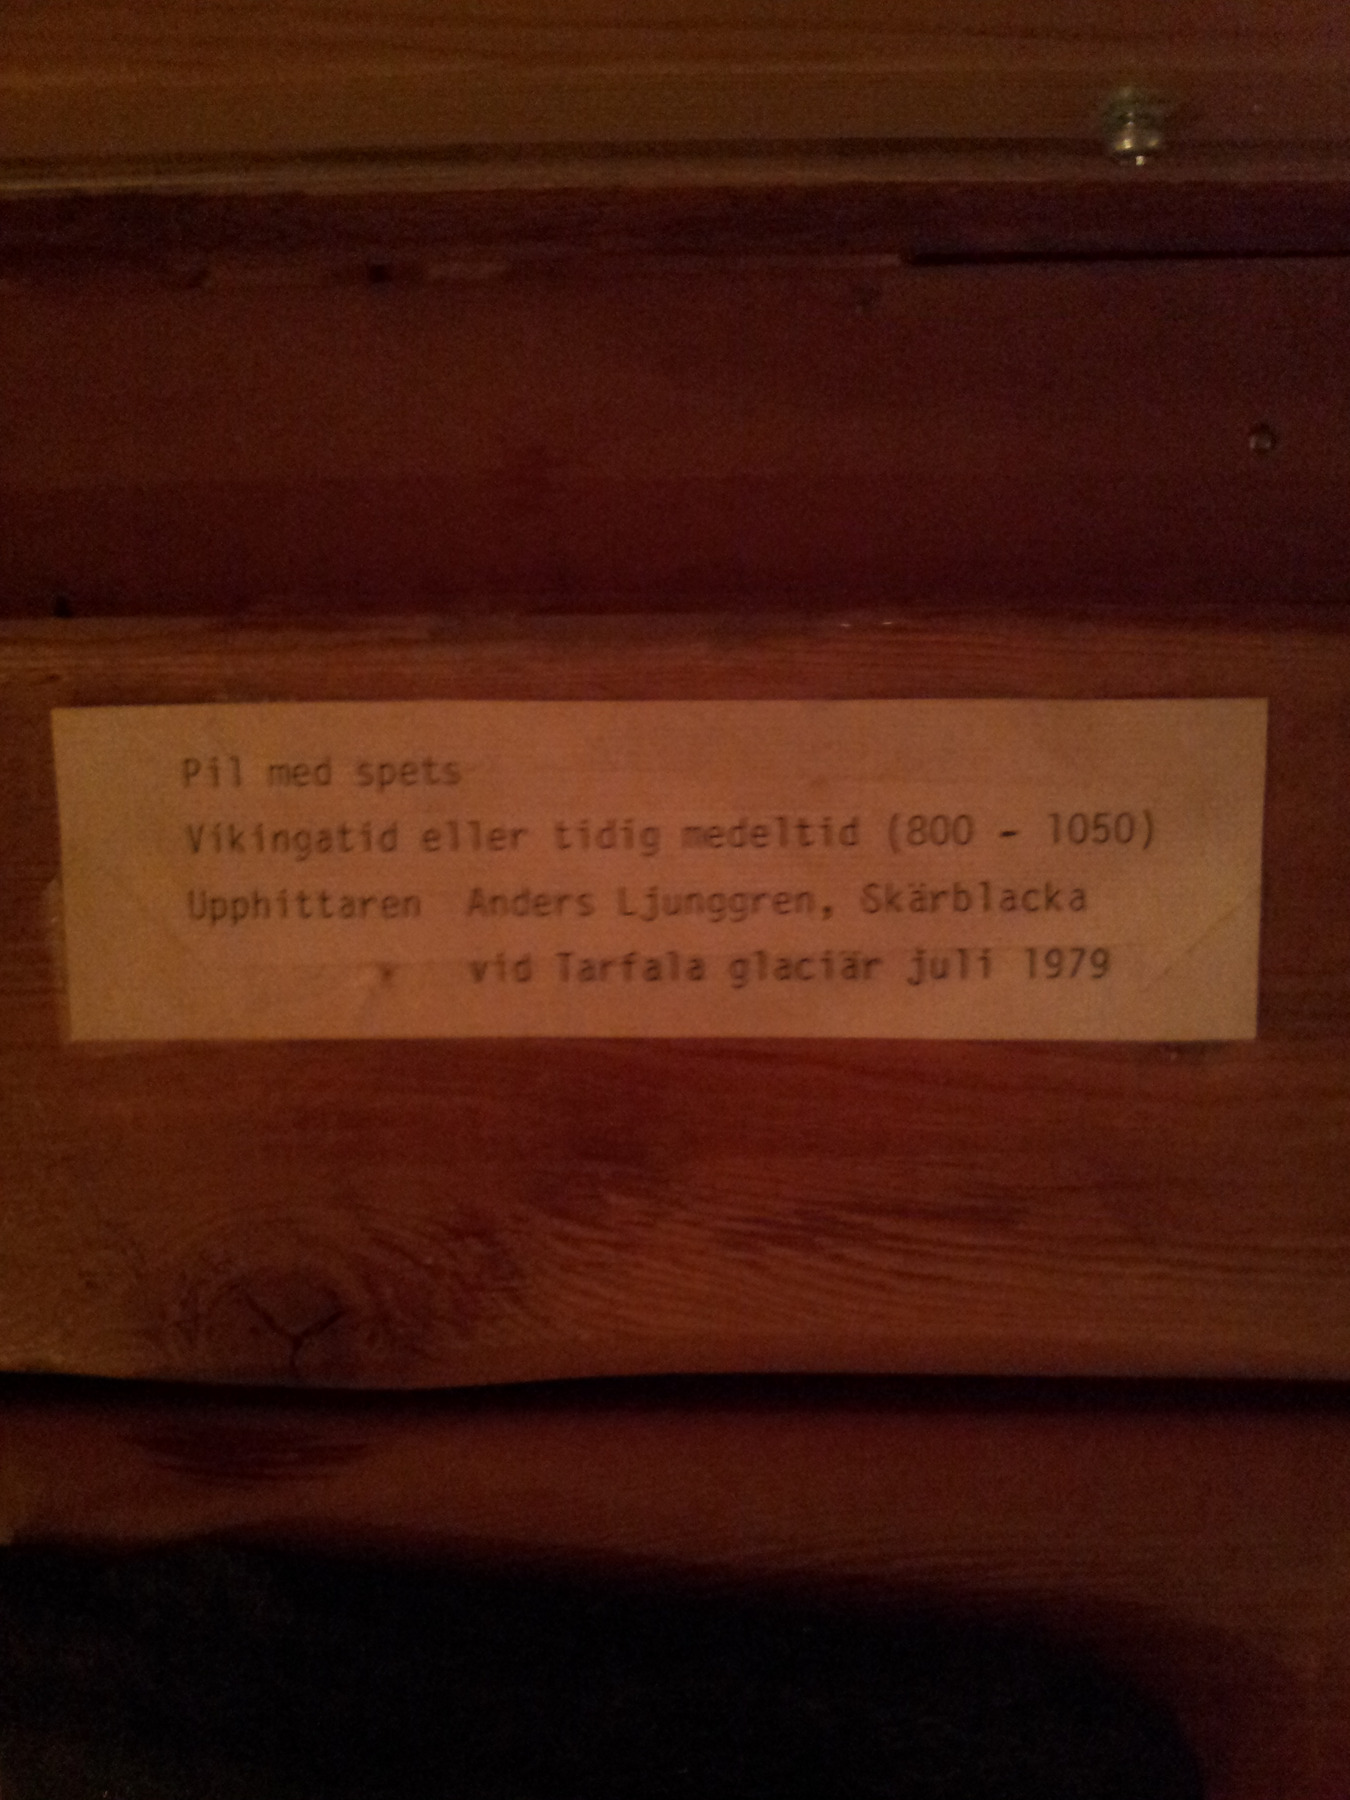 Pil med spets
Vikingatid eller tidig medeltid (800 - 1050)
Upphittaren Anders Ljunggren, Skärblacka
vid Tarfala glaciär juli 1979